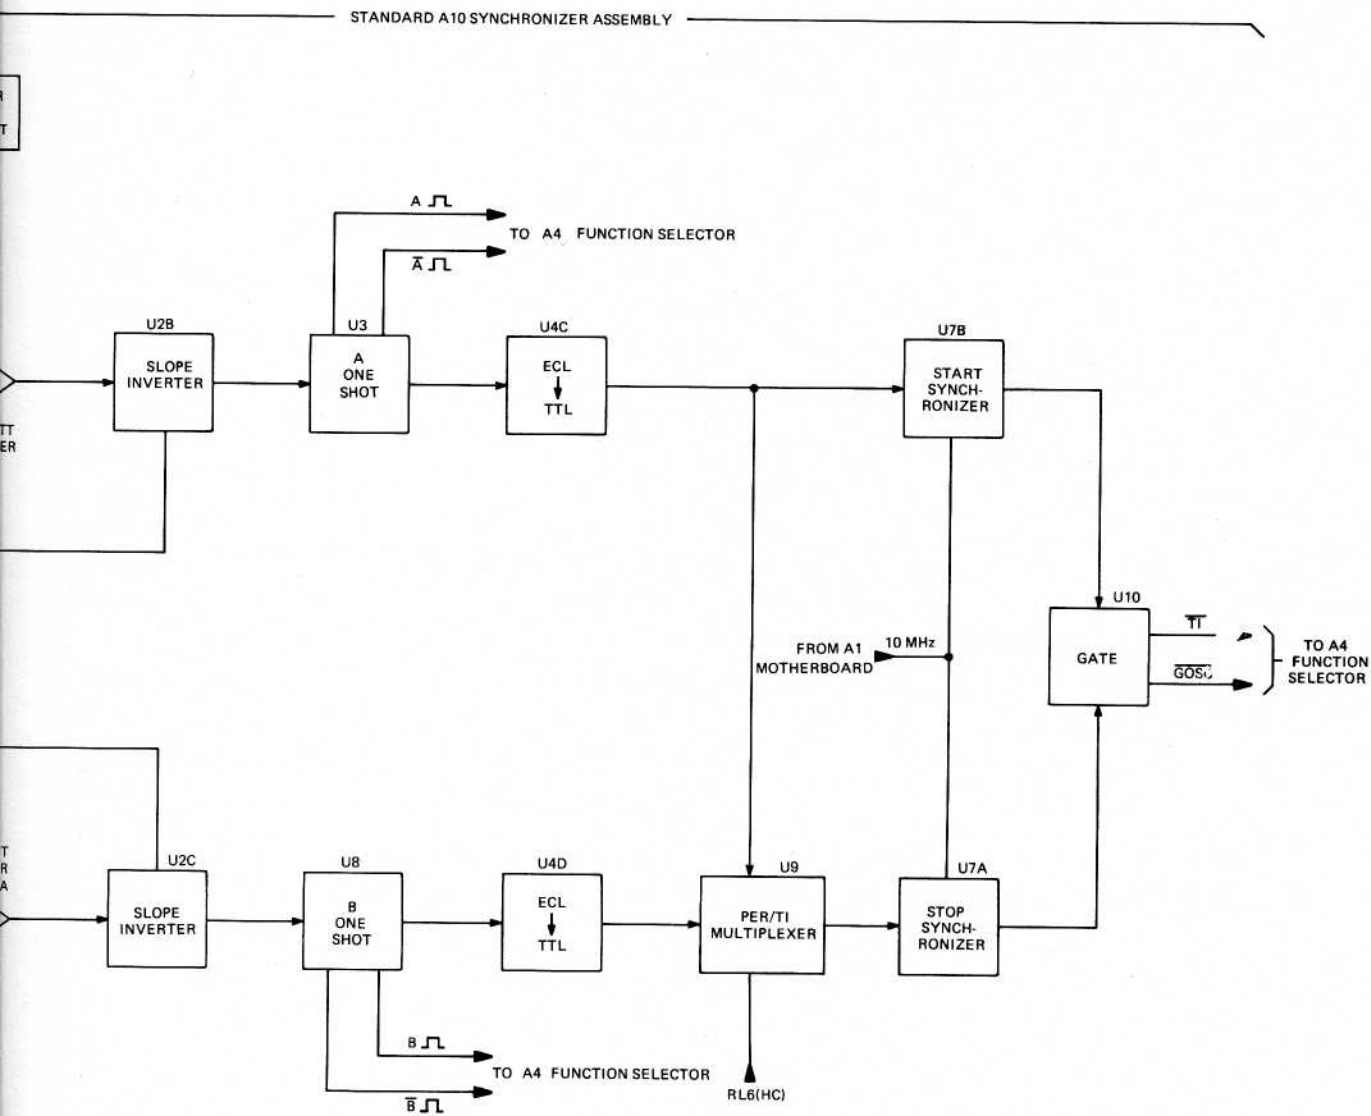 STANDARD A10 SYNCHRONIZER ASSEMBLY
R
T
A
TO A4 FUNCTION SELECTOR
A̅
U2B
SLOPE
INVERTER
U3
A
ONE
SHOT
U4C
ECL
TTL
U7B
START
SYNCH-
RONIZER
TT
ER
FROM A1
MOTHERBOARD
10 MHz
U10
GATE
T̅I̅
G̅O̅S̅C̅
TO A4
FUNCTION
SELECTOR
T
R
A
U2C
SLOPE
INVERTER
U8
B
ONE
SHOT
U4D
ECL
TTL
U9
PER/TI
MULTIPLEXER
U7A
STOP
SYNCH-
RONIZER
B
TO A4 FUNCTION SELECTOR
B̅
RL6(HC)